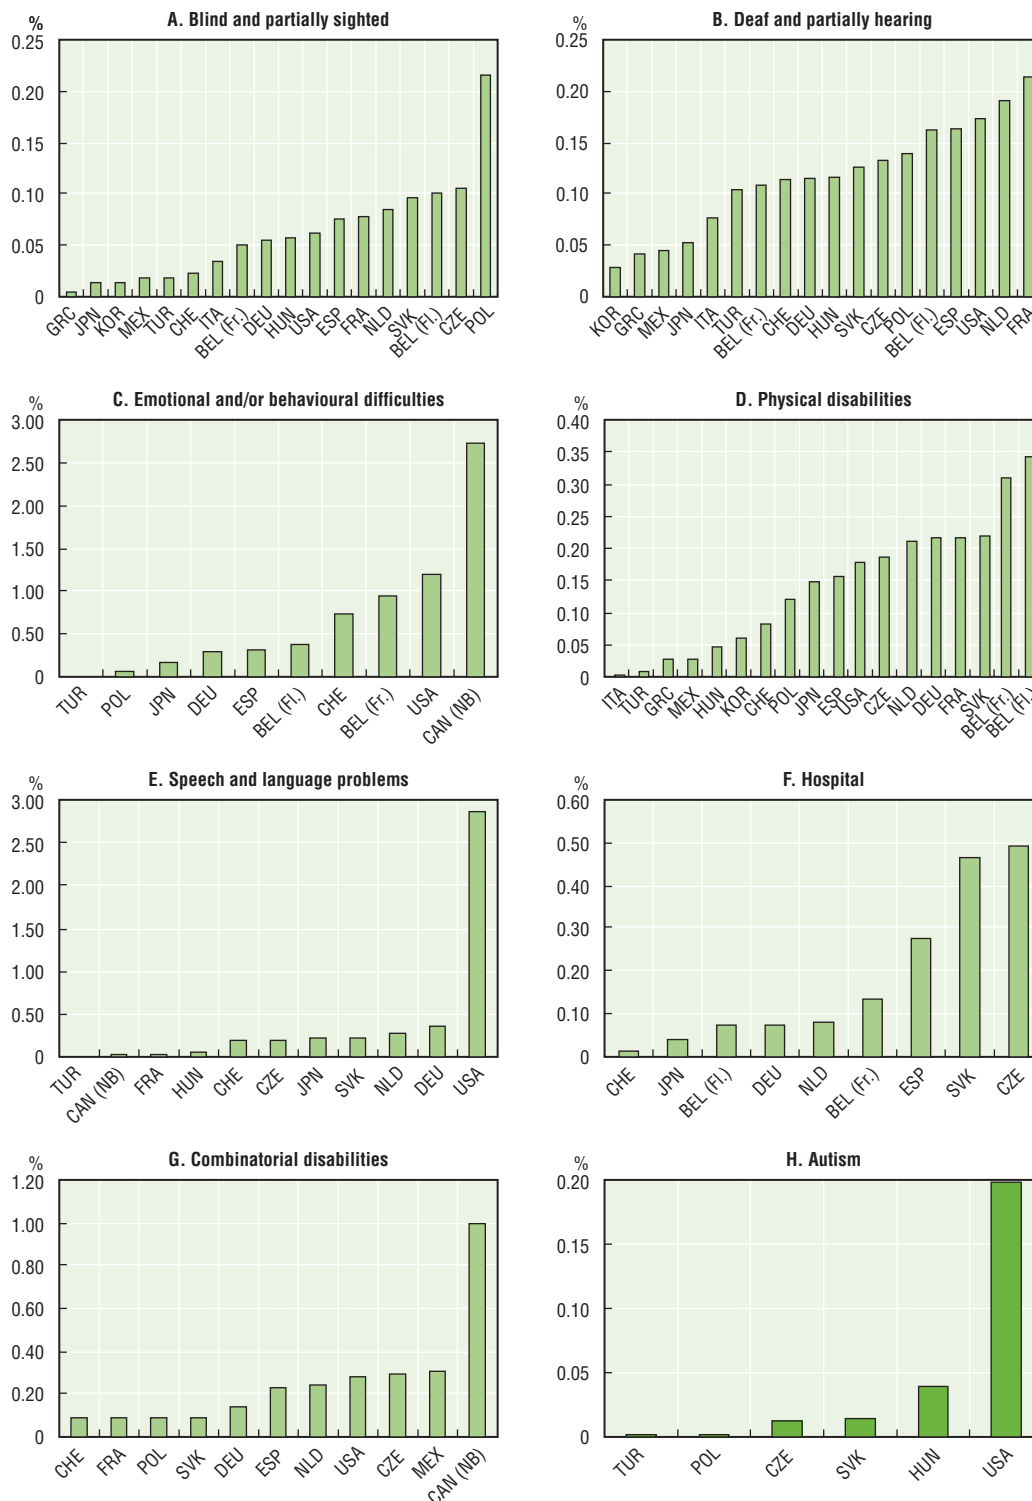 A. Blind and partially sighted
%
0.25
0.20
0.15
0.10
0.05
0
GRC
JPN
KOR
MEX
TUR
CHE
ITA
BEL (Fr.)
DEU
HUN
USA
ESP
FRA
NLD
SVK
BEL (Fl.)
CZE
POL
B. Deaf and partially hearing
%
0.25
0.20
0.15
0.10
0.05
0
KOR
GRC
MEX
JPN
ITA
TUR
BEL (Fr.)
CHE
DEU
HUN
SVK
CZE
POL
BEL (Fl.)
ESP
USA
NLD
FRA
C. Emotional and/or behavioural difficulties
%
3.00
2.50
2.00
1.50
1.00
0.50
0
TUR
POL
JPN
DEU
ESP
BEL (Fl.)
CHE
BEL (Fr.)
USA
CAN (NB)
D. Physical disabilities
%
0.40
0.35
0.30
0.25
0.20
0.15
0.10
0.05
0
ITA
TUR
GRC
MEX
HUN
KOR
CHE
POL
JPN
ESP
USA
CZE
NLD
DEU
FRA
SVK
BEL (Fr.)
BEL (Fl.)
E. Speech and language problems
%
3.00
2.50
2.00
1.50
1.00
0.50
0
TUR
CAN (NB)
FRA
HUN
CHE
CZE
JPN
SVK
NLD
DEU
USA
F. Hospital
%
0.60
0.50
0.40
0.30
0.20
0.10
0
CHE
JPN
BEL (Fl.)
DEU
NLD
BEL (Fr.)
ESP
SVK
CZE
G. Combinatorial disabilities
%
1.20
1.00
0.80
0.60
0.40
0.20
0
CHE
FRA
POL
SVK
DEU
ESP
NLD
USA
CZE
MEX
CAN (NB)
H. Autism
%
0.20
0.15
0.10
0.05
0
TUR
POL
CZE
SVK
HUN
USA